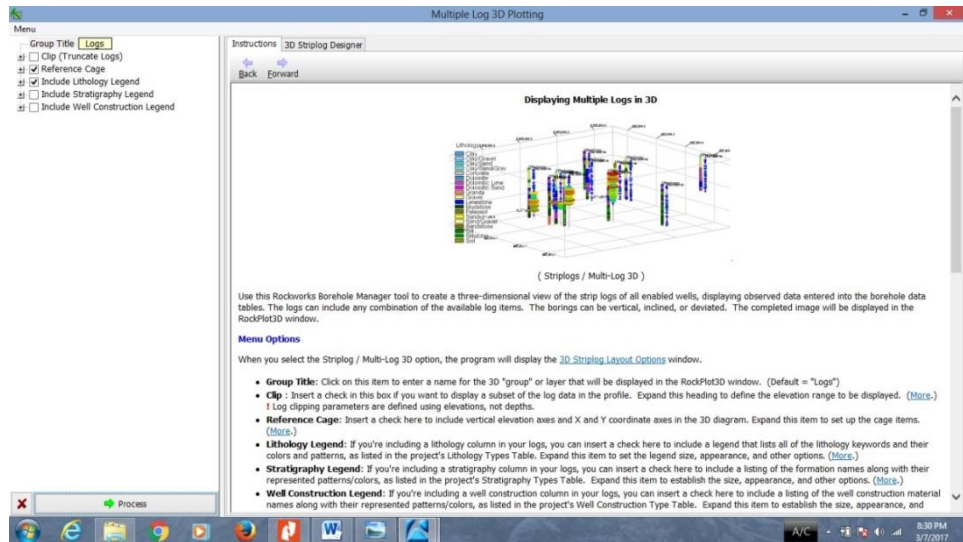 Multiple Log 3D Plotting
Menu
Group Title Logs
Clip (Truncate Logs)
Reference Cage
Include Lithology Legend
Include Stratigraphy Legend
Include Well Construction Legend
Instructions 3D Striplog Designer
Back Forward
Displaying Multiple Logs in 3D
Clay
Clay/Gravel
Clay/Sand
Concrete
Dolomite
Dolomitic Lime
Dolomitic Sand
Granite
Gravel
Limestone
Mudstone
Sand/Gravel
Sandstone
Soil
( Striplogs / Multi-Log 3D )
Use this Rockworks Borehole Manager tool to create a three-dimensional view of the strip logs of all enabled wells, displaying observed data entered into the borehole data
tables. The logs can include any combination of the available log items. The borings can be vertical, inclined, or deviated. The completed image will be displayed in the
RockPlot3D window.
Menu Options
When you select the Striplog / Multi-Log 3D option, the program will display the 3D Striplog Layout Options window.
• Group Title: Click on this item to enter a name for the 3D "group" or layer that will be displayed in the RockPlot3D window. (Default = "Logs")
• Clip : Insert a check in this box if you want to display a subset of the log data in the profile. Expand this heading to define the elevation range to be displayed. (More.)
! Log clipping parameters are defined using elevations, not depths.
• Reference Cage: Insert a check here to include vertical elevation axes and X and Y coordinate axes in the 3D diagram. Expand this item to set up the cage items.
(More.)
• Lithology Legend: If you're including a lithology column in your logs, you can insert a check here to include a legend that lists all of the lithology keywords and their
colors and patterns, as listed in the project's Lithology Types Table. Expand this item to set the legend size, appearance, and other options. (More.)
• Stratigraphy Legend: If you're including a stratigraphy column in your logs, you can insert a check here to include a listing of the formation names along with their
represented patterns/colors, as listed in the project's Stratigraphy Types Table. Expand this item to establish the size, appearance, and other options. (More.)
• Well Construction Legend: If you're including a well construction column in your logs, you can insert a check here to include a listing of the well construction material
names along with their represented patterns/colors, as listed in the project's Well Construction Type Table. Expand this item to establish the size, appearance, and
Process
A/C
8:30 PM
3/7/2017